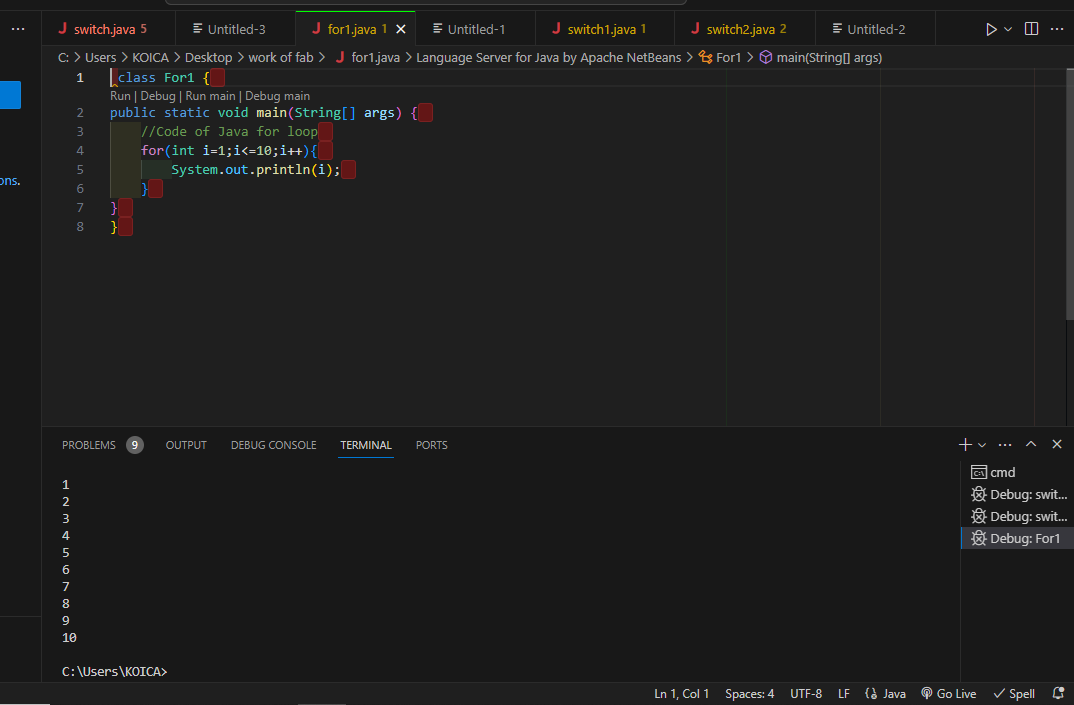 switch.java 5 Untitled-3 for1.java 1 Untitled-1 switch1.java 1 switch2.java 2 Untitled-2
C: > Users > KOICA > Desktop > work of fab > for1.java > Language Server for Java by Apache NetBeans > For1 > main(String[] args)
1 class For1 {
Run | Debug | Run main | Debug main
2 public static void main(String[] args) {
3 //Code of Java for loop
4 for(int i=1;i<=10;i++){
5 System.out.println(i);
6 }
7 }
8 }
ons.
PROBLEMS 9 OUTPUT DEBUG CONSOLE TERMINAL PORTS
cmd
Debug: swit...
Debug: swit...
Debug: For1
1
2
3
4
5
6
7
8
9
10
C:\Users\KOICA>
Ln 1, Col 1 Spaces: 4 UTF-8 LF {} Java Go Live Spell